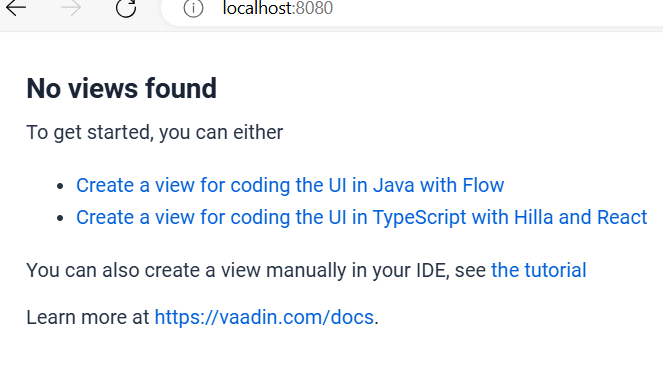 localhost:8080
No views found
To get started, you can either
Create a view for coding the UI in Java with Flow
Create a view for coding the UI in TypeScript with Hilla and React
You can also create a view manually in your IDE, see the tutorial
Learn more at https://vaadin.com/docs.